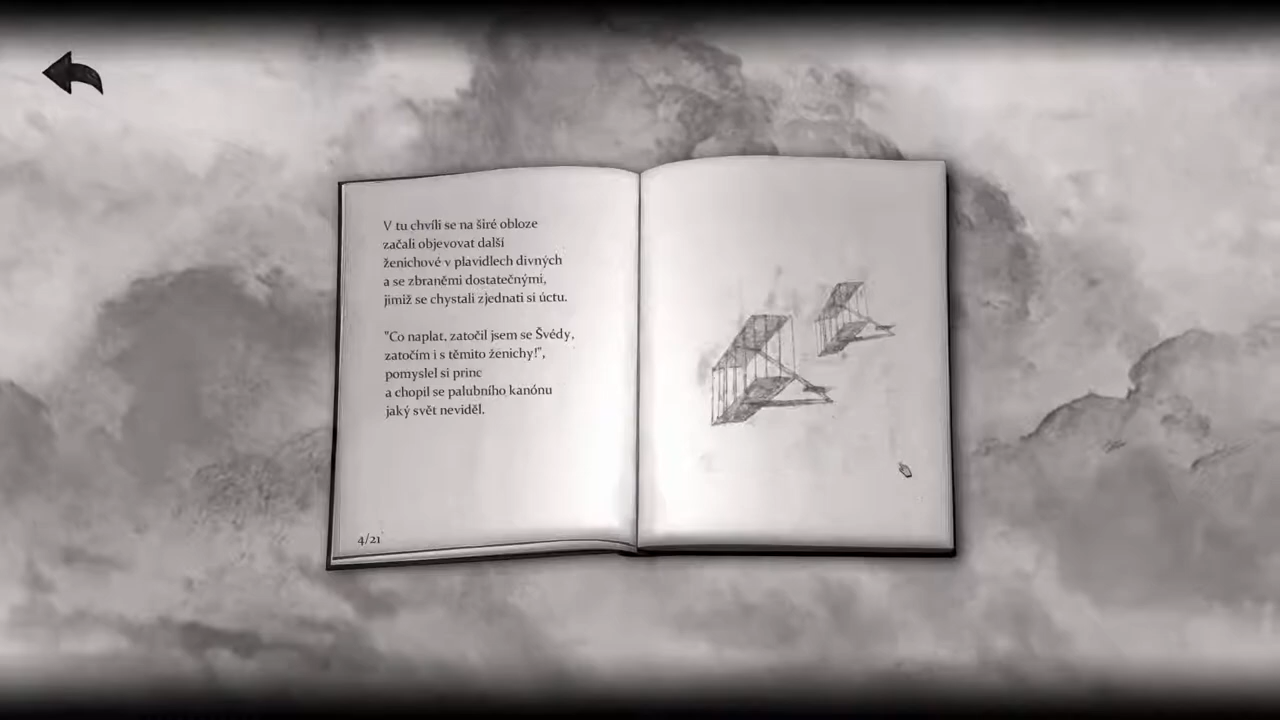 V tu chvíli se na širé obloze
začali objevovat další
ženichové v plavidlech divných
a se zbraněmi dostatečnými,
jimiž se chystali zjednati si úctu.
"Co naplat, zatočil jsem se Švédy,
zatočím i s těmito ženichy!",
pomyslel si princ
a chopil se palubního kanónu
jaký svět neviděl.
4/21